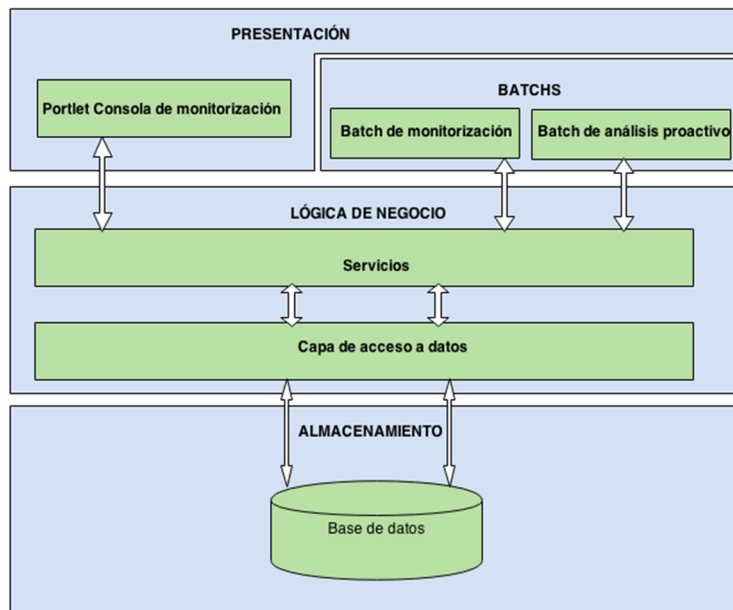 PRESENTACIÓN
Portlet Consola de monitorización
BATCHS
Batch de monitorización
Batch de análisis proactivo
LÓGICA DE NEGOCIO
Servicios
Capa de acceso a datos
ALMACENAMIENTO
Base de datos